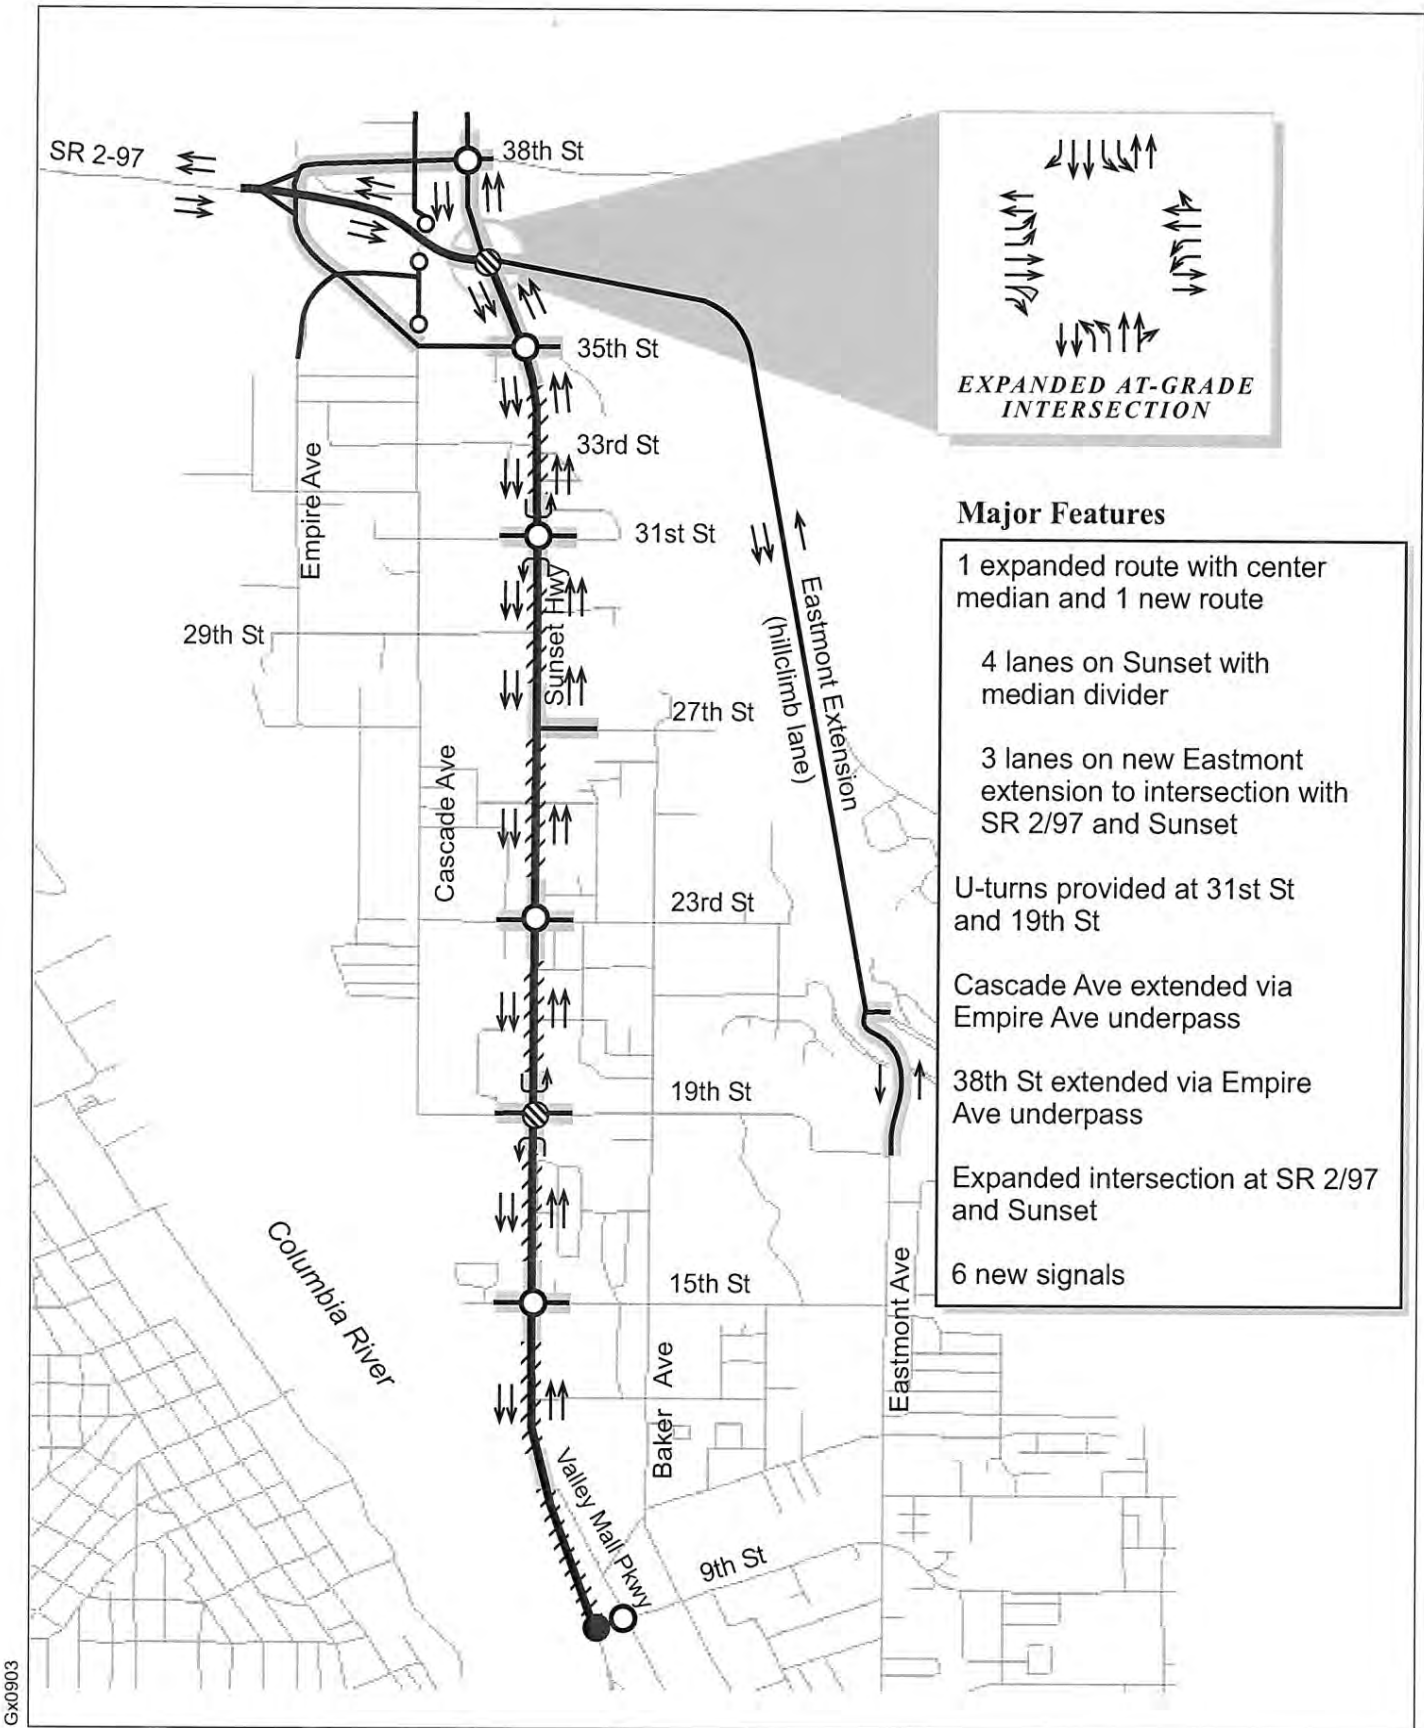 SR 2-97
38th St
35th St
EXPANDED AT-GRADE
INTERSECTION
33rd St
Empire Ave
31st St
Major Features
1 expanded route with center
median and 1 new route
4 lanes on Sunset with
median divider
3 lanes on new Eastmont
extension to intersection with
SR 2/97 and Sunset
U-turns provided at 31st St
and 19th St
Cascade Ave extended via
Empire Ave underpass
38th St extended via Empire
Ave underpass
Expanded intersection at SR 2/97
and Sunset
6 new signals
Sunset Hwy
29th St
Eastmont Extension
(hillclimb lane)
27th St
Cascade Ave
23rd St
19th St
Columbia River
15th St
Eastmont Ave
Baker Ave
Valley Mall Pkwy
9th St
Gx0903